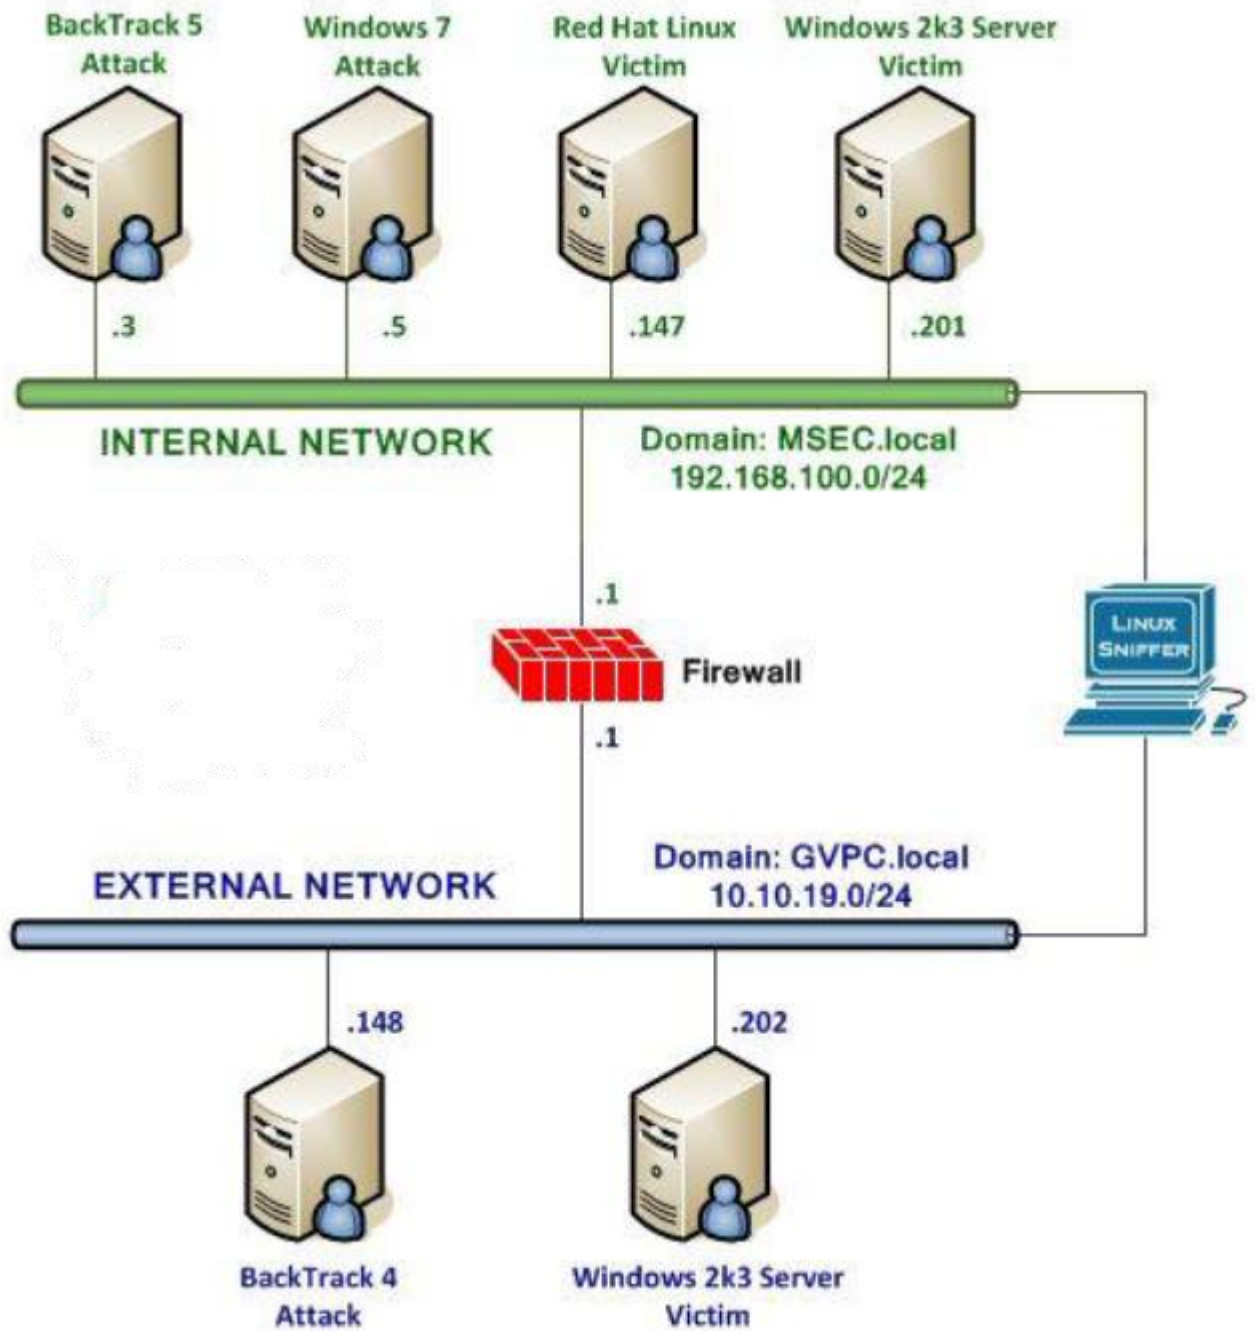 BackTrack 5
Attack
Windows 7
Attack
Red Hat Linux
Victim
Windows 2k3 Server
Victim
.3
.5
.147
.201
INTERNAL NETWORK
Domain: MSEC.local
192.168.100.0/24
.1
Firewall
.1
LINUX
SNIFFER
EXTERNAL NETWORK
Domain: GVPC.local
10.10.19.0/24
.148
.202
BackTrack 4
Attack
Windows 2k3 Server
Victim